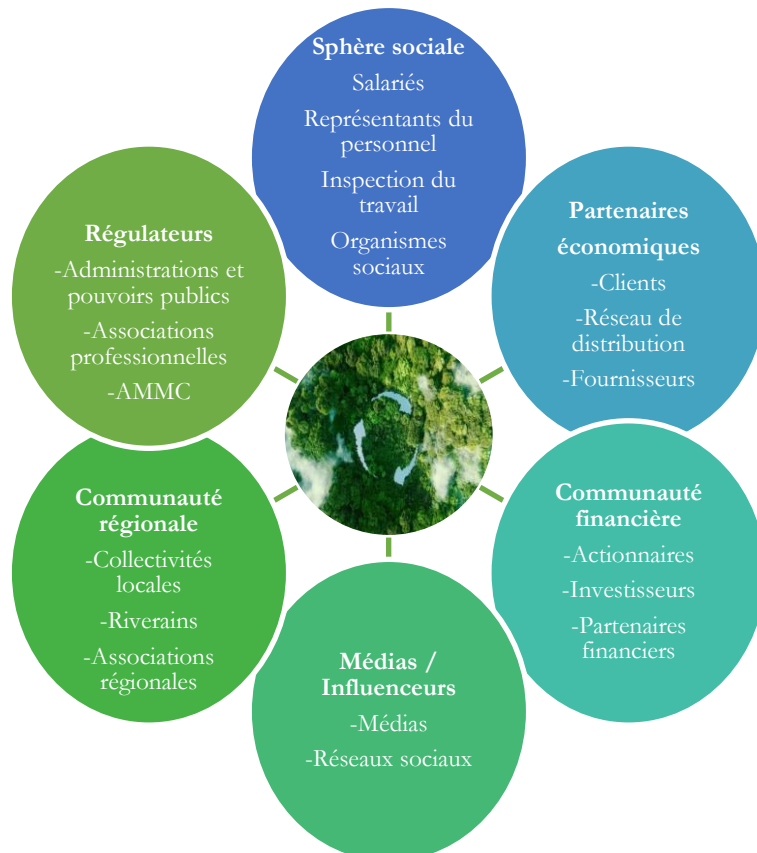 Sphère sociale
Salariés
Représentants du
personnel
Inspection du
travail
Organismes
sociaux
Partenaires
économiques
-Clients
-Réseau de
distribution
-Fournisseurs
Communauté
financière
-Actionnaires
-Investisseurs
-Partenaires
financiers
Médias /
Influenceurs
-Médias
-Réseaux sociaux
Communauté
régionale
-Collectivités
locales
-Riverains
-Associations
régionales
Régulateurs
-Administrations et
pouvoirs publics
-Associations
professionnelles
-AMMC